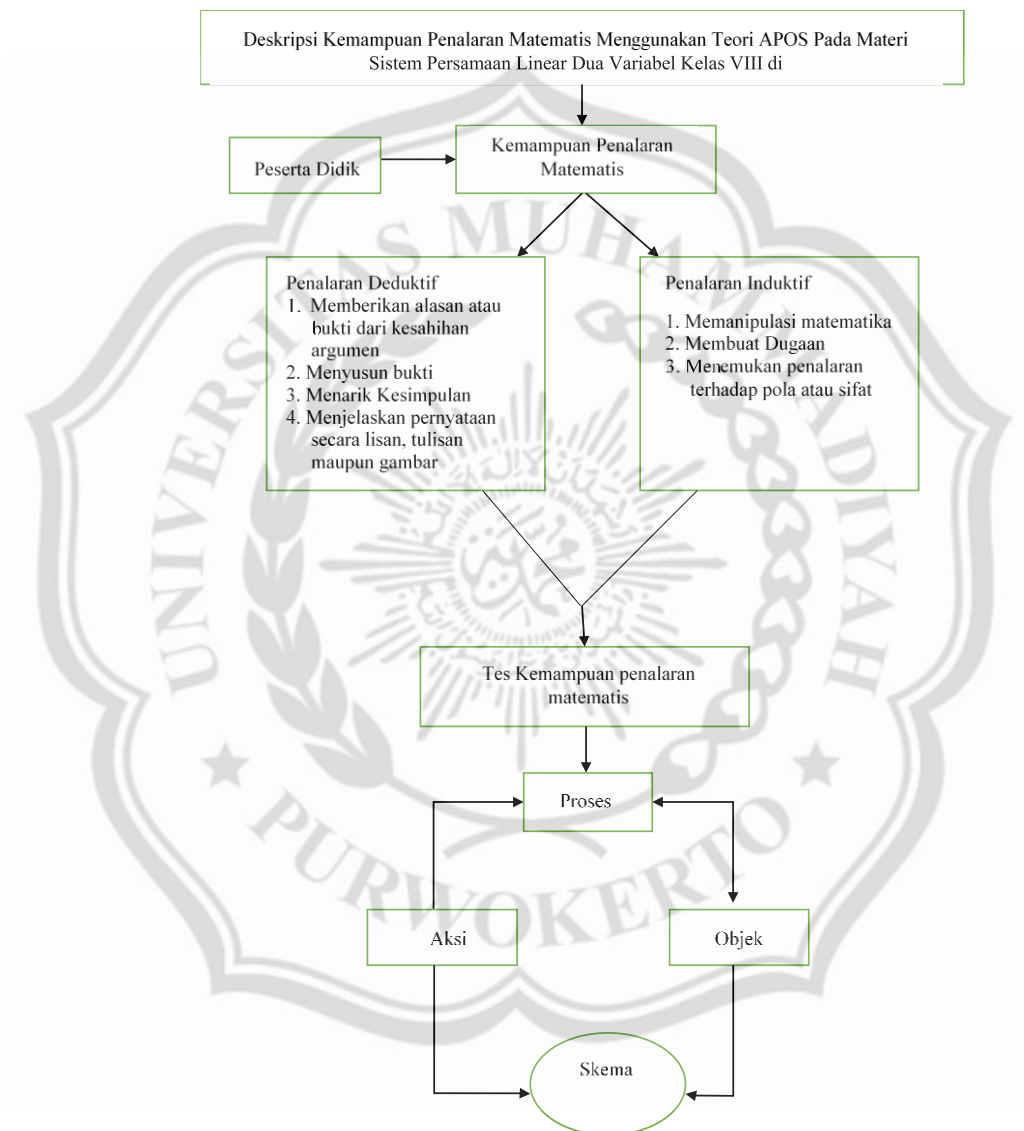 Deskripsi Kemampuan Penalaran Matematis Menggunakan Teori APOS Pada Materi
Sistem Persamaan Linear Dua Variabel Kelas VIII di
Kemampuan Penalaran
Matematis
Peserta Didik
Penalaran Deduktif
1. Memberikan alasan atau
bukti dari kesahihan
argumen
2. Menyusun bukti
3. Menarik Kesimpulan
4. Menjelaskan pernyataan
secara lisan, tulisan
maupun gambar
Penalaran Induktif
1. Memanipulasi matematika
2. Membuat Dugaan
3. Menemukan penalaran
terhadap pola atau sifat
Tes Kemampuan penalaran
matematis
Proses
Aksi
Objek
Skema
UNIVERSITAS MUHAMMADIYAH
PURWOKERTO